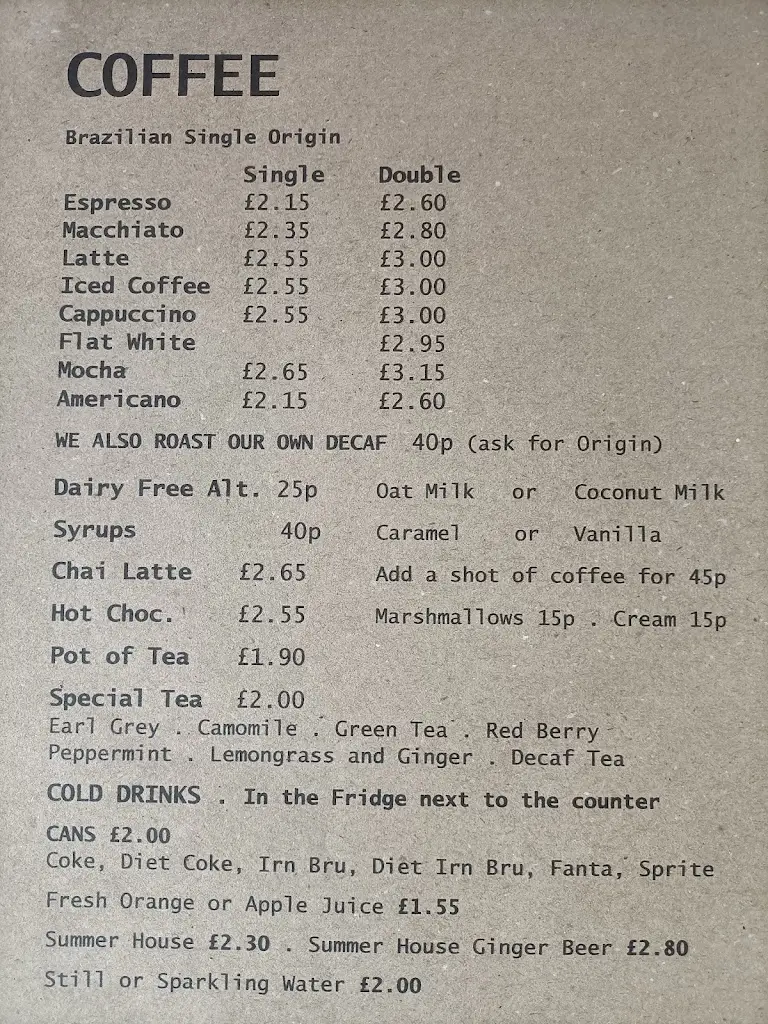 COFFEE
Brazilian Single Origin
Single Double
Espresso £2.15 £2.60
Macchiato £2.35 £2.80
Latte £2.55 £3.00
Iced Coffee £2.55 £3.00
Cappuccino £2.55 £3.00
Flat White £2.95
Mocha £2.65 £3.15
Americano £2.15 £2.60
WE ALSO ROAST OUR OWN DECAF 40p (ask for Origin)
Dairy Free Alt. 25p Oat Milk or Coconut Milk
Syrups 40p Caramel or Vanilla
Chai Latte £2.65 Add a shot of coffee for 45p
Hot Choc. £2.55 Marshmallows 15p . Cream 15p
Pot of Tea £1.90
Special Tea £2.00
Earl Grey . Camomile . Green Tea . Red Berry
Peppermint . Lemongrass and Ginger . Decaf Tea
COLD DRINKS . In the Fridge next to the counter
CANS £2.00
Coke, Diet Coke, Irn Bru, Diet Irn Bru, Fanta, Sprite
Fresh Orange or Apple Juice £1.55
Summer House £2.30 . Summer House Ginger Beer £2.80
Still or Sparkling Water £2.00